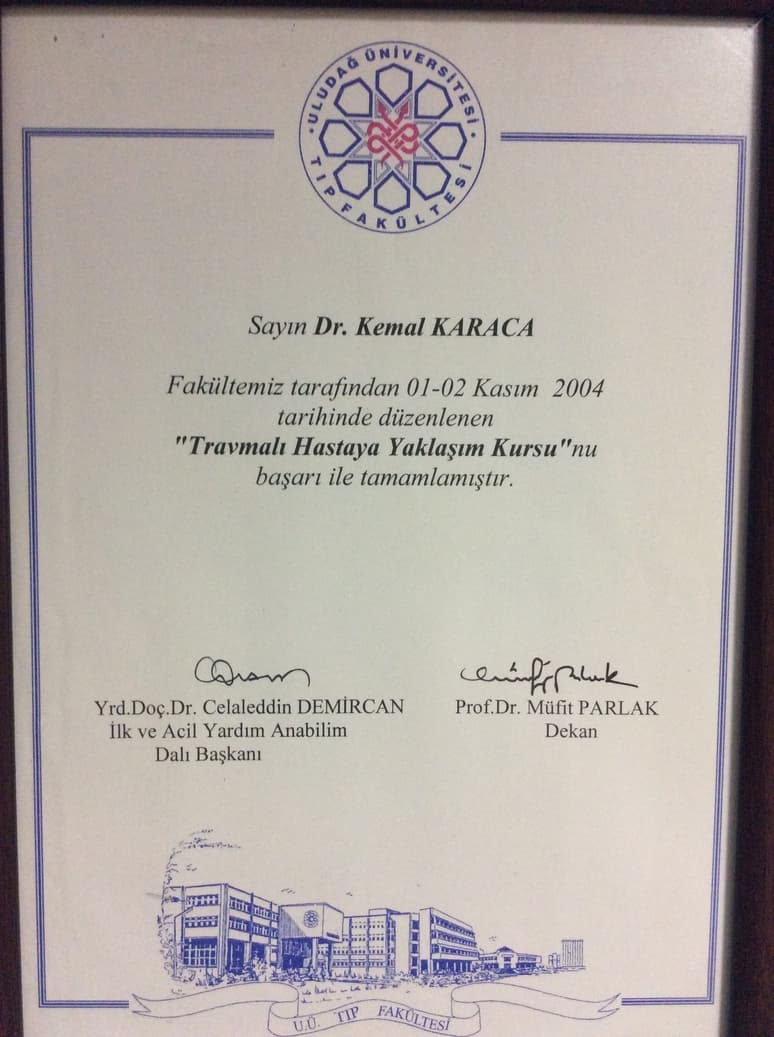 ULUDAĞ ÜNİVERSİTESİ
TIP FAKÜLTESİ
Sayın Dr. Kemal KARACA
Fakültemiz tarafından 01-02 Kasım 2004
tarihinde düzenlenen
"Travmalı Hastaya Yaklaşım Kursu"nu
başarı ile tamamlamıştır.
Yrd.Doç.Dr. Celaleddin DEMİRCAN
İlk ve Acil Yardım Anabilim
Dalı Başkanı
Prof.Dr. Müfit PARLAK
Dekan
U.Ü. TIP FAKÜLTESİ